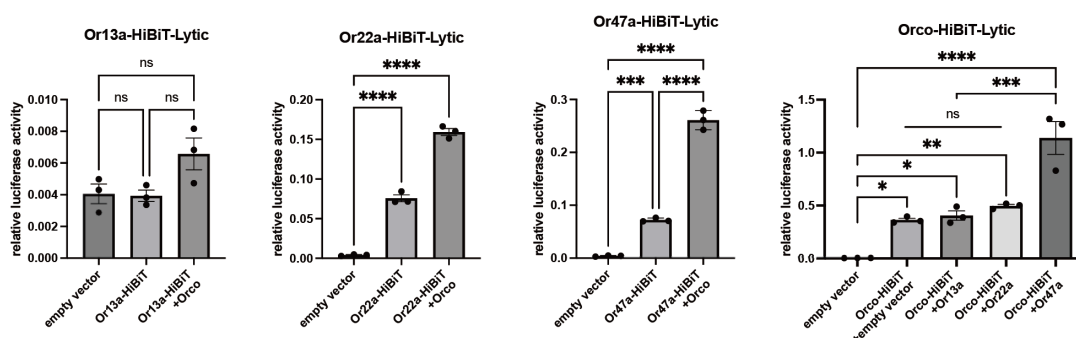 Or13a-HiBiT-Lytic
ns
ns
ns
relative luciferase activity
0.010
0.008
0.006
0.004
0.002
0.000
empty vector
Or13a-HiBiT
Or13a-HiBiT
+Orco
Or22a-HiBiT-Lytic
****
****
relative luciferase activity
0.20
0.15
0.10
0.05
0.00
empty vector
Or22a-HiBiT
Or22a-HiBiT
+Orco
Or47a-HiBiT-Lytic
****
***
****
relative luciferase activity
0.3
0.2
0.1
0.0
empty vector
Or47a-HiBiT
Or47a-HiBiT
+Orco
Orco-HiBiT-Lytic
****
***
ns
**
*
*
relative luciferase activity
1.5
1.0
0.5
0.0
empty vector
Orco-HiBiT
empty vector
Orco-HiBiT
+Or13a
Orco-HiBiT
+Or22a
Orco-HiBiT
+Or47a